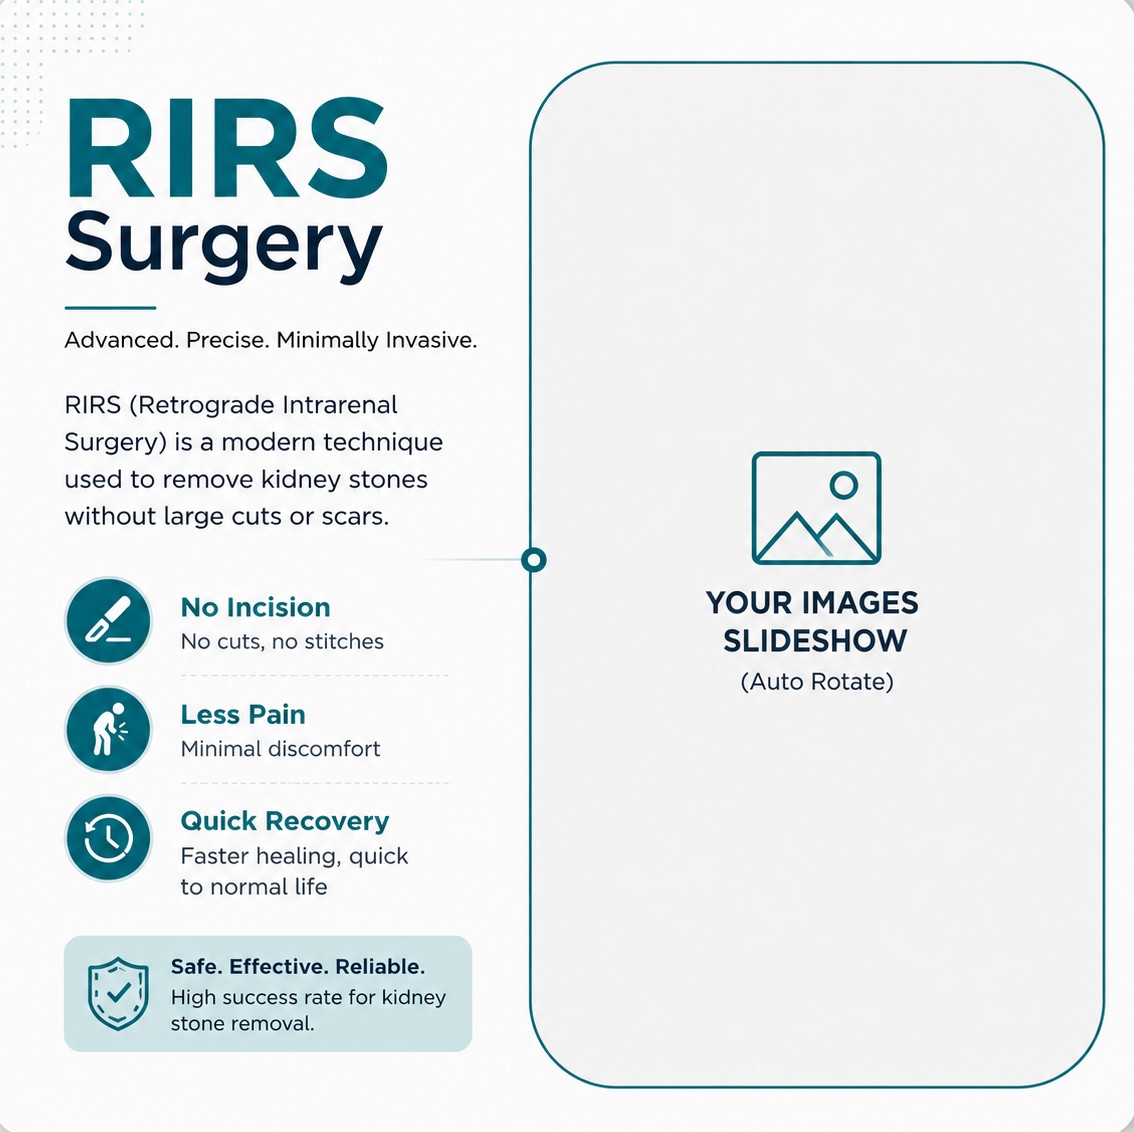 RIRS
Surgery
Advanced. Precise. Minimally Invasive.
RIRS (Retrograde Intrarenal
Surgery) is a modern technique
used to remove kidney stones
without large cuts or scars.
No Incision
No cuts, no stitches
Less Pain
Minimal discomfort
Quick Recovery
Faster healing, quick
to normal life
Safe. Effective. Reliable.
High success rate for kidney
stone removal.
YOUR IMAGES
SLIDESHOW
(Auto Rotate)